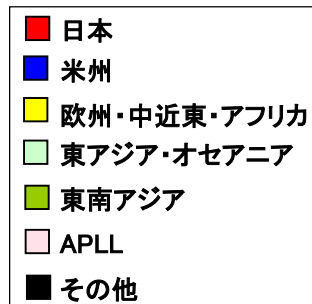 日本
米州
欧州・中近東・アフリカ
東アジア・オセアニア
東南アジア
APLL
その他